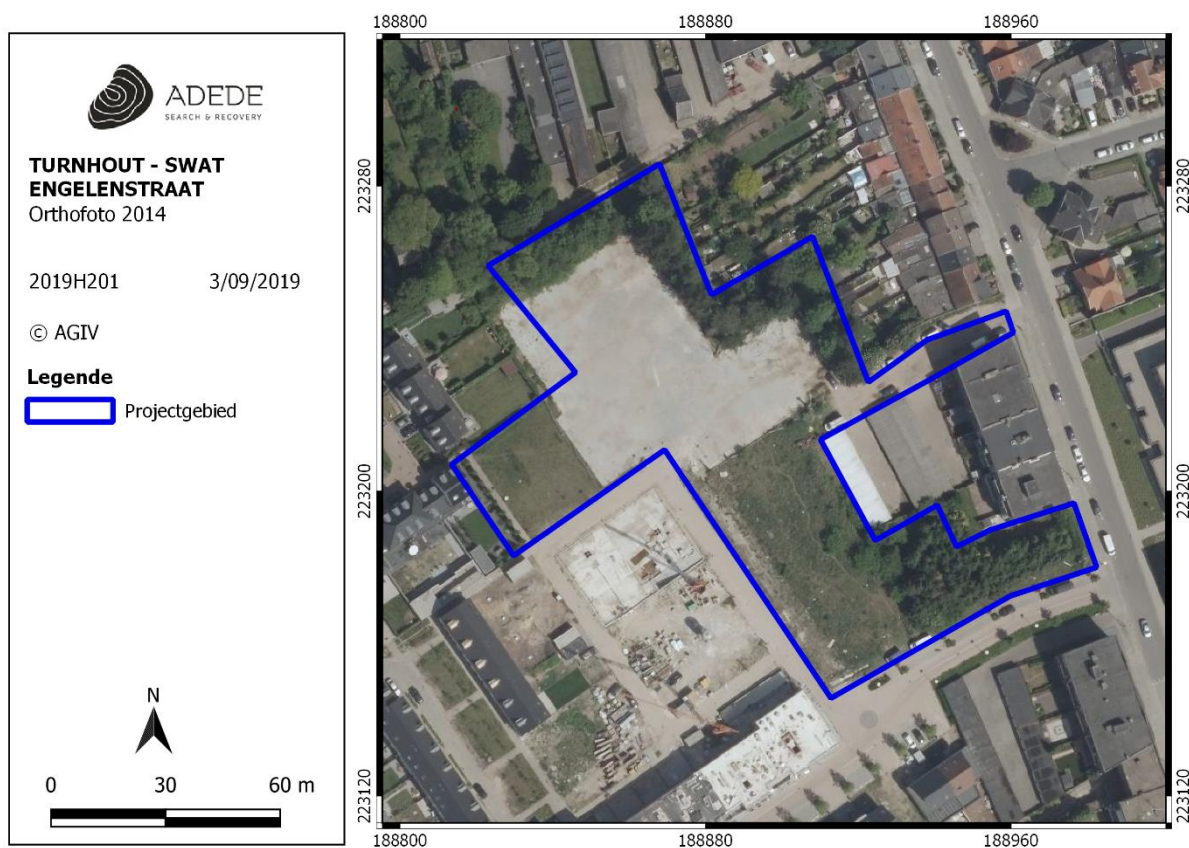 ADEDE
SEARCH & RECOVERY
TURNHOUT - SWAT
ENGELENSTRAAT
Orthofoto 2014
2019H201 3/09/2019
© AGIV
Legende
Projectgebied
N
0 30 60 m
188800 188880 188960
223280 223280
223200 223200
223120 223120
188800 188880 188960